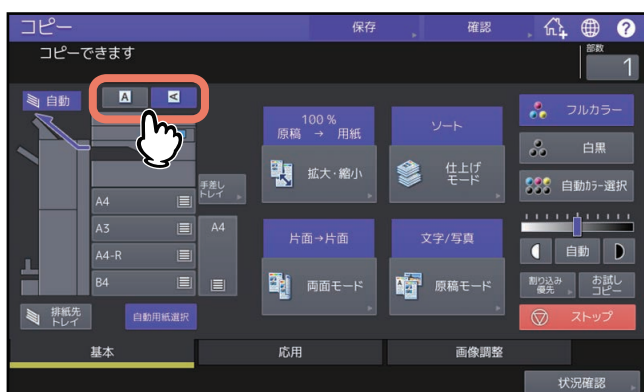 コピー
保存
確認
?
コピーできます
部数
1
自動
A
A
100 %
原稿 → 用紙
ソート
フルカラー
白黒
拡大・縮小
仕上げ
モード
自動ｶﾗｰ選択
手差し
トレイ
A4
A3
A4-R
B4
A4
片面→片面
文字/写真
自動
両面モード
原稿モード
割り込み
優先
お試し
コピー
排紙先
トレイ
自動用紙選択
ストップ
基本
応用
画像調整
状況確認